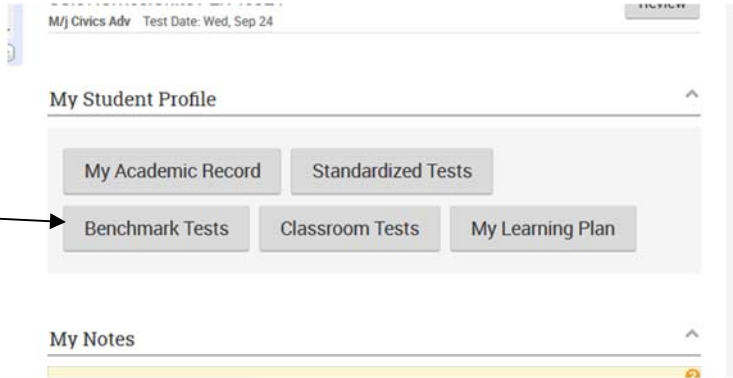 M/j Civics Adv Test Date: Wed, Sep 24
Review
My Student Profile
My Academic Record Standardized Tests
Benchmark Tests Classroom Tests My Learning Plan
My Notes
?